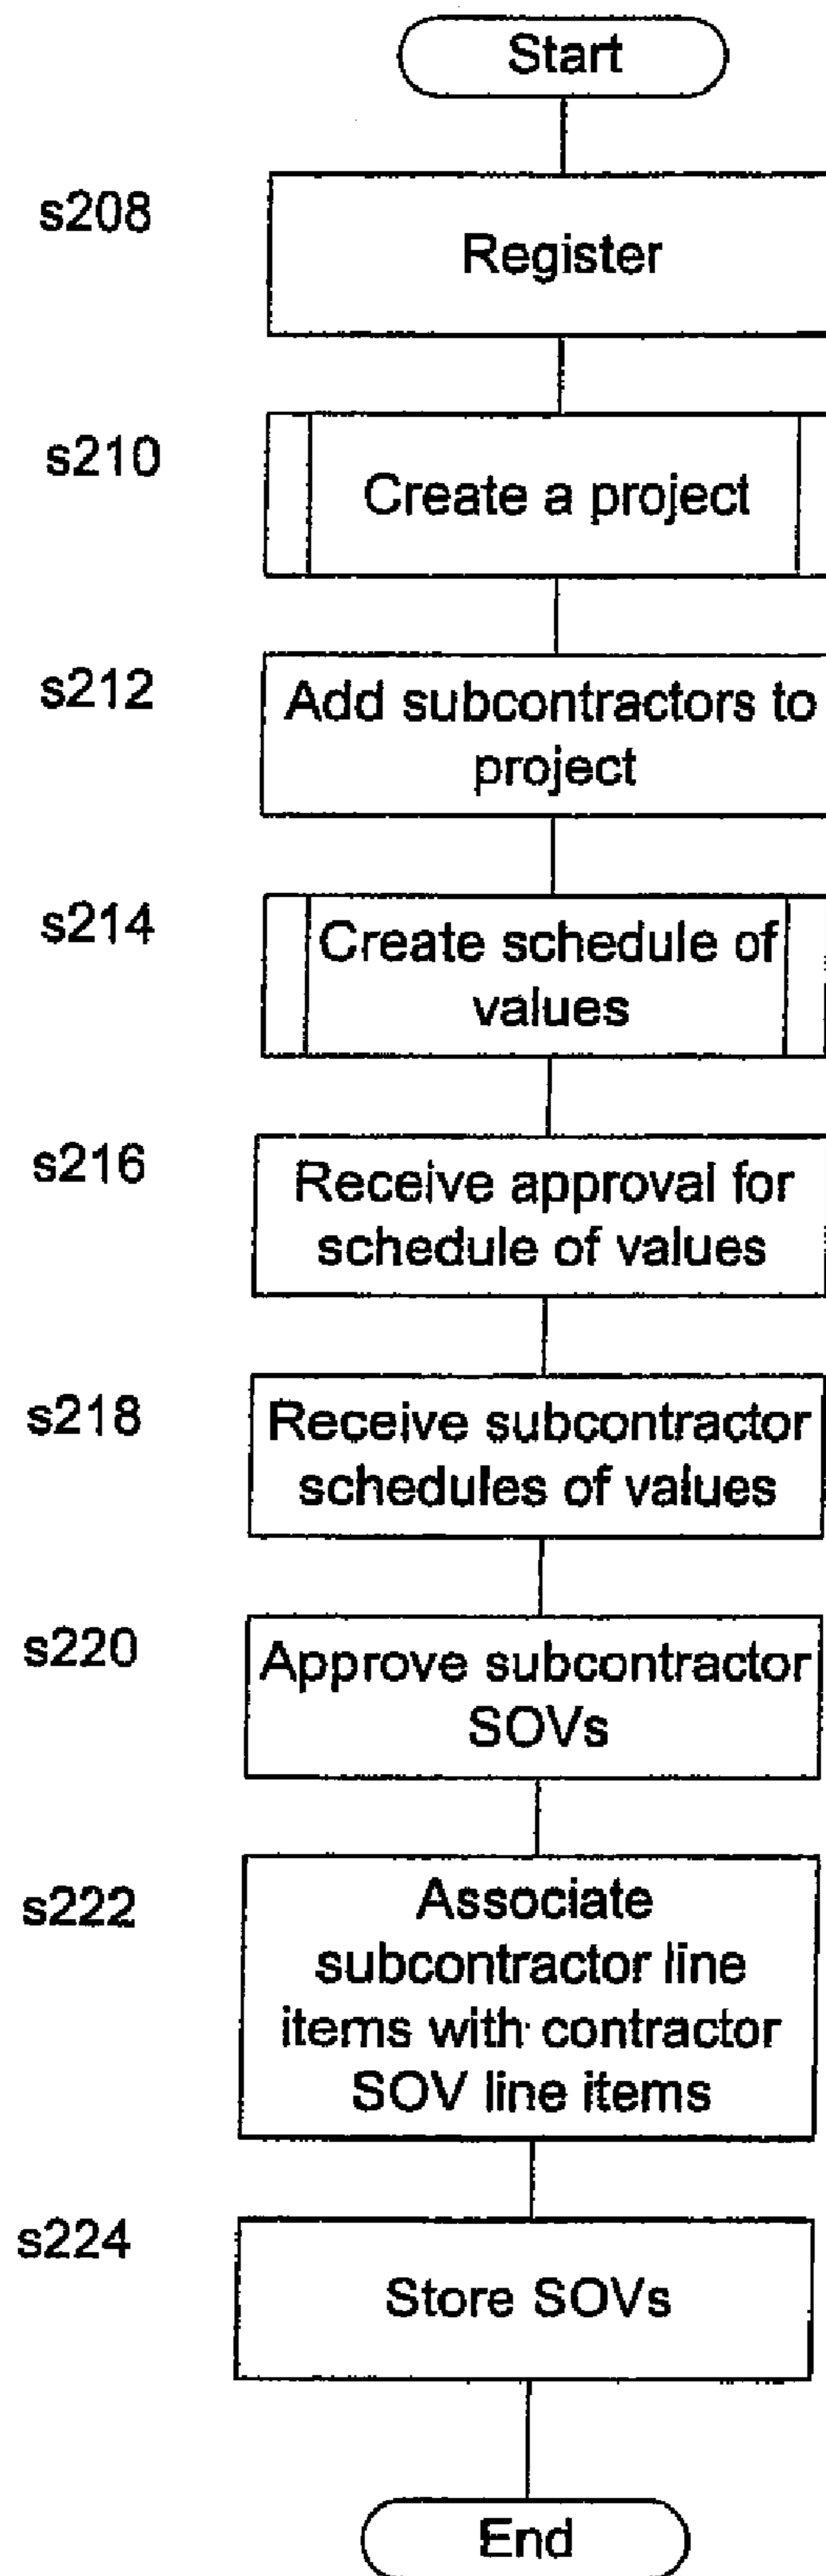 Start
s208
Register
s210
Create a project
s212
Add subcontractors to
project
s214
Create schedule of
values
s216
Receive approval for
schedule of values
s218
Receive subcontractor
schedules of values
s220
Approve subcontractor
SOVs
s222
Associate
subcontractor line
items with contractor
SOV line items
s224
Store SOVs
End